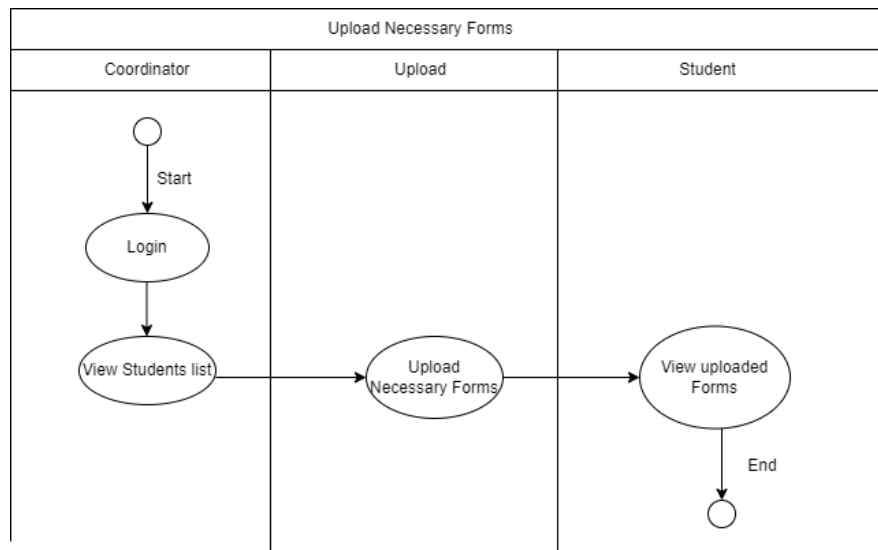 Upload Necessary Forms
Coordinator
Upload
Student
Start
Login
View Students list
Upload
Necessary Forms
View uploaded
Forms
End